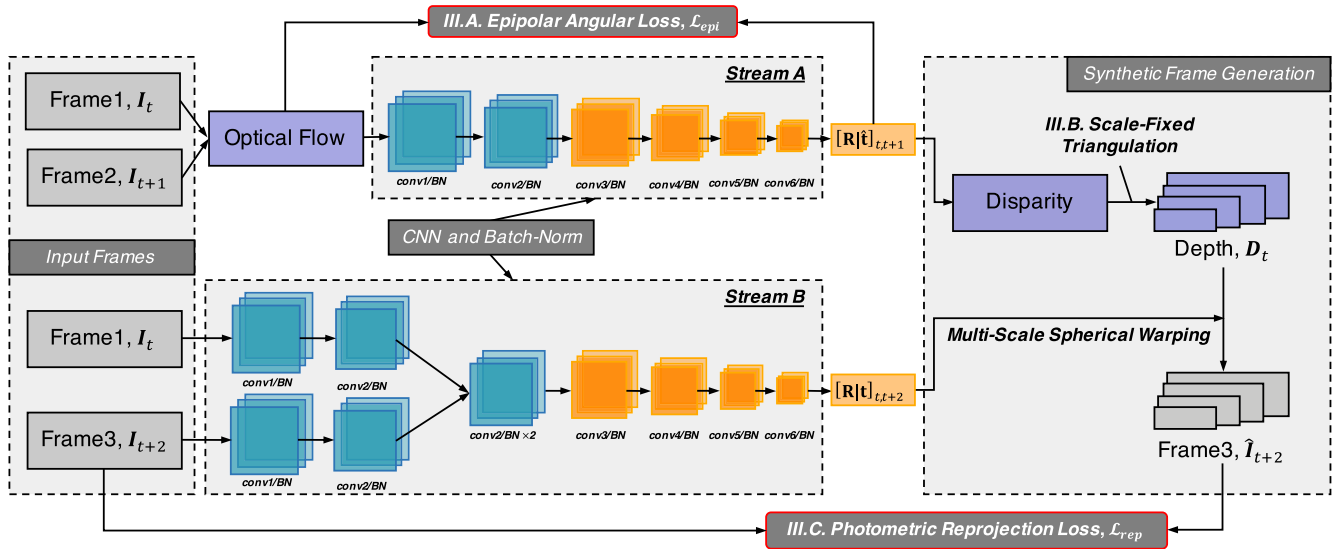 III.A. Epipolar Angular Loss, ℒepi
Stream A
Synthetic Frame Generation
Frame1, It
Optical Flow
Frame2, It+1
conv1/BN
conv2/BN
conv3/BN
conv4/BN
conv5/BN
conv6/BN
[R|t̂]t,t+1
III.B. Scale-Fixed
Triangulation
Disparity
Depth, Dt
CNN and Batch-Norm
Input Frames
Stream B
Frame1, It
conv1/BN
conv2/BN
Frame3, It+2
conv1/BN
conv2/BN
conv2/BN ×2
conv3/BN
conv4/BN
conv5/BN
conv6/BN
[R|t]t,t+2
Multi-Scale Spherical Warping
Frame3, Ît+2
III.C. Photometric Reprojection Loss, ℒrep